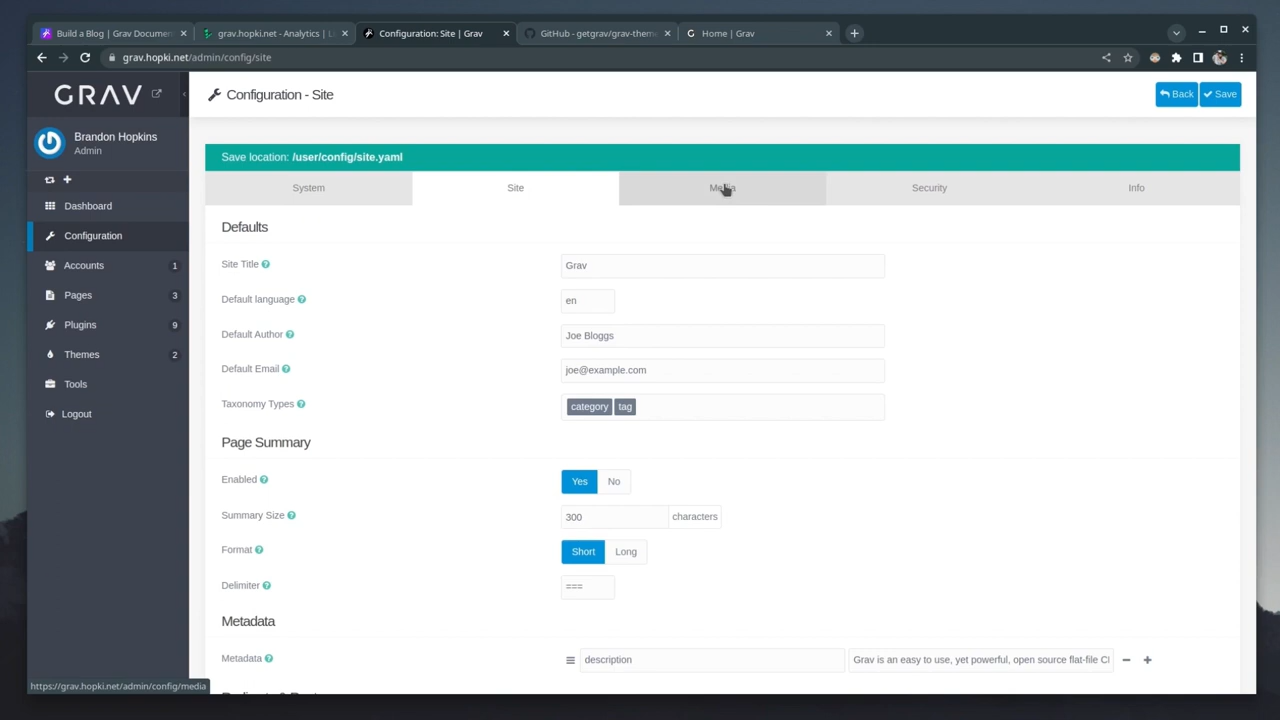 Build a Blog | Grav Documen
grav.hopki.net - Analytics | Li
Configuration: Site | Grav
GitHub - getgrav/grav-theme
Home | Grav
grav.hopki.net/admin/config/site
GRAV
Configuration - Site
Back
Save
Brandon Hopkins
Admin
Save location: /user/config/site.yaml
System
Site
Media
Security
Info
Dashboard
Configuration
Accounts 1
Pages 3
Plugins 9
Themes 2
Tools
Logout
Defaults
Site Title
Grav
Default language
en
Default Author
Joe Bloggs
Default Email
joe@example.com
Taxonomy Types
category tag
Page Summary
Enabled
Yes No
Summary Size
300 characters
Format
Short Long
Delimiter
===
Metadata
Metadata
description
Grav is an easy to use, yet powerful, open source flat-file C
https://grav.hopki.net/admin/config/media